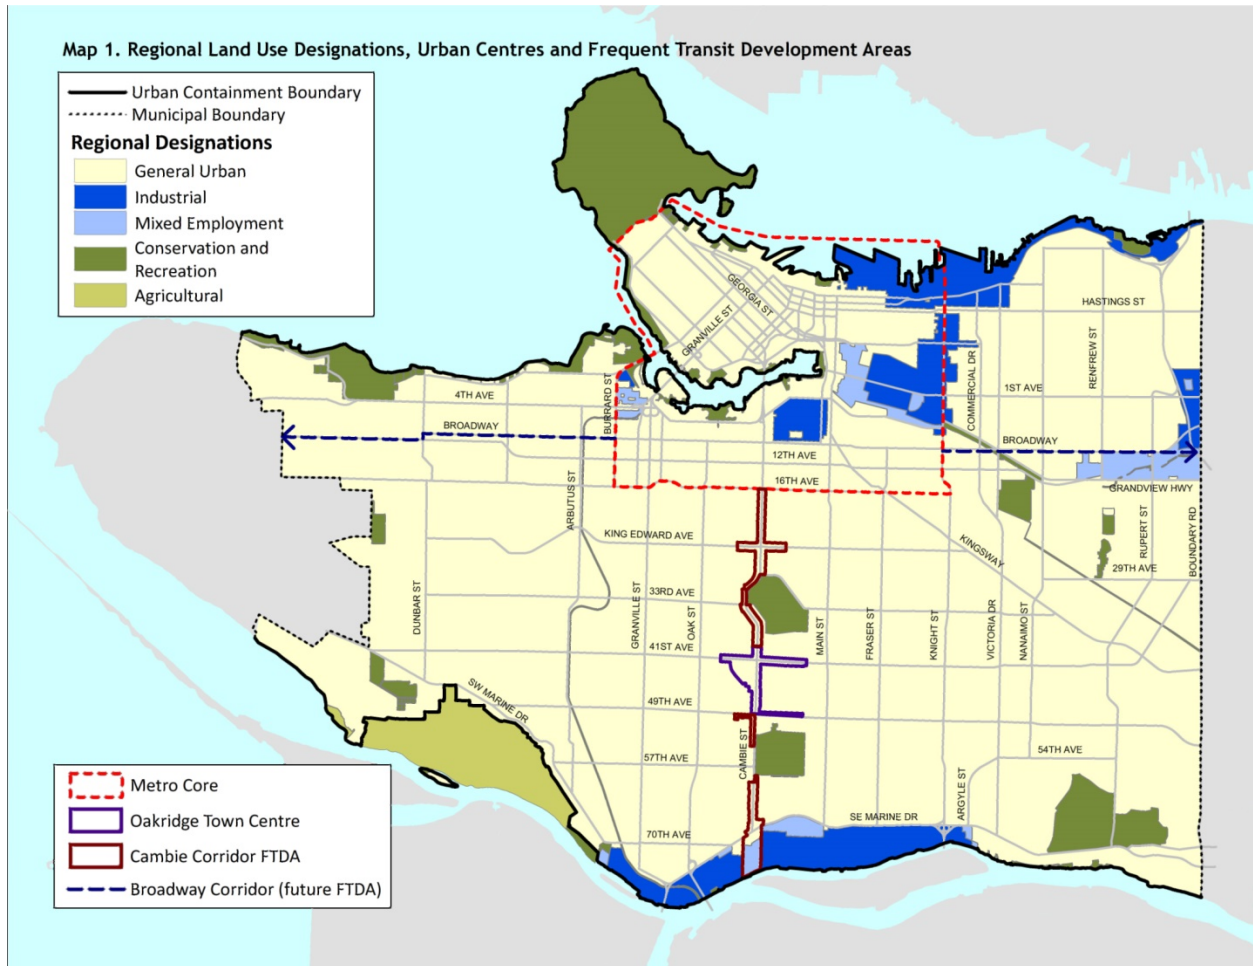 Map 1. Regional Land Use Designations, Urban Centres and Frequent Transit Development Areas
Urban Containment Boundary
Municipal Boundary
Regional Designations
General Urban
Industrial
Mixed Employment
Conservation and
Recreation
Agricultural
GEORGIA ST
GRANVILLE ST
HASTINGS ST
COMMERCIAL DR
RENFREW ST
1ST AVE
4TH AVE
BURRARD ST
BROADWAY
BROADWAY
12TH AVE
16TH AVE
GRANDVIEW HWY
ARBUTUS ST
KING EDWARD AVE
KINGSWAY
RUPERT ST
BOUNDARY RD
29TH AVE
33RD AVE
DUNBAR ST
GRANVILLE ST
OAK ST
MAIN ST
FRASER ST
KNIGHT ST
VICTORIA DR
NANAIMO ST
41ST AVE
SW MARINE DR
49TH AVE
CAMBIE ST
57TH AVE
54TH AVE
ARGYLE ST
SE MARINE DR
70TH AVE
Metro Core
Oakridge Town Centre
Cambie Corridor FTDA
Broadway Corridor (future FTDA)